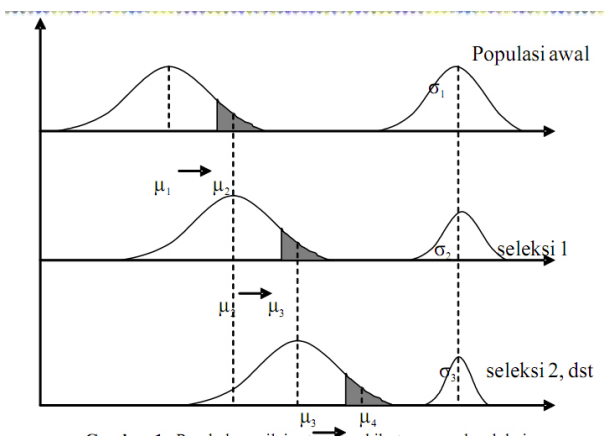 Populasi awal
σ1
μ1 μ2
σ2 seleksi 1
μ2 μ3
σ3 seleksi 2, dst
μ3 μ4